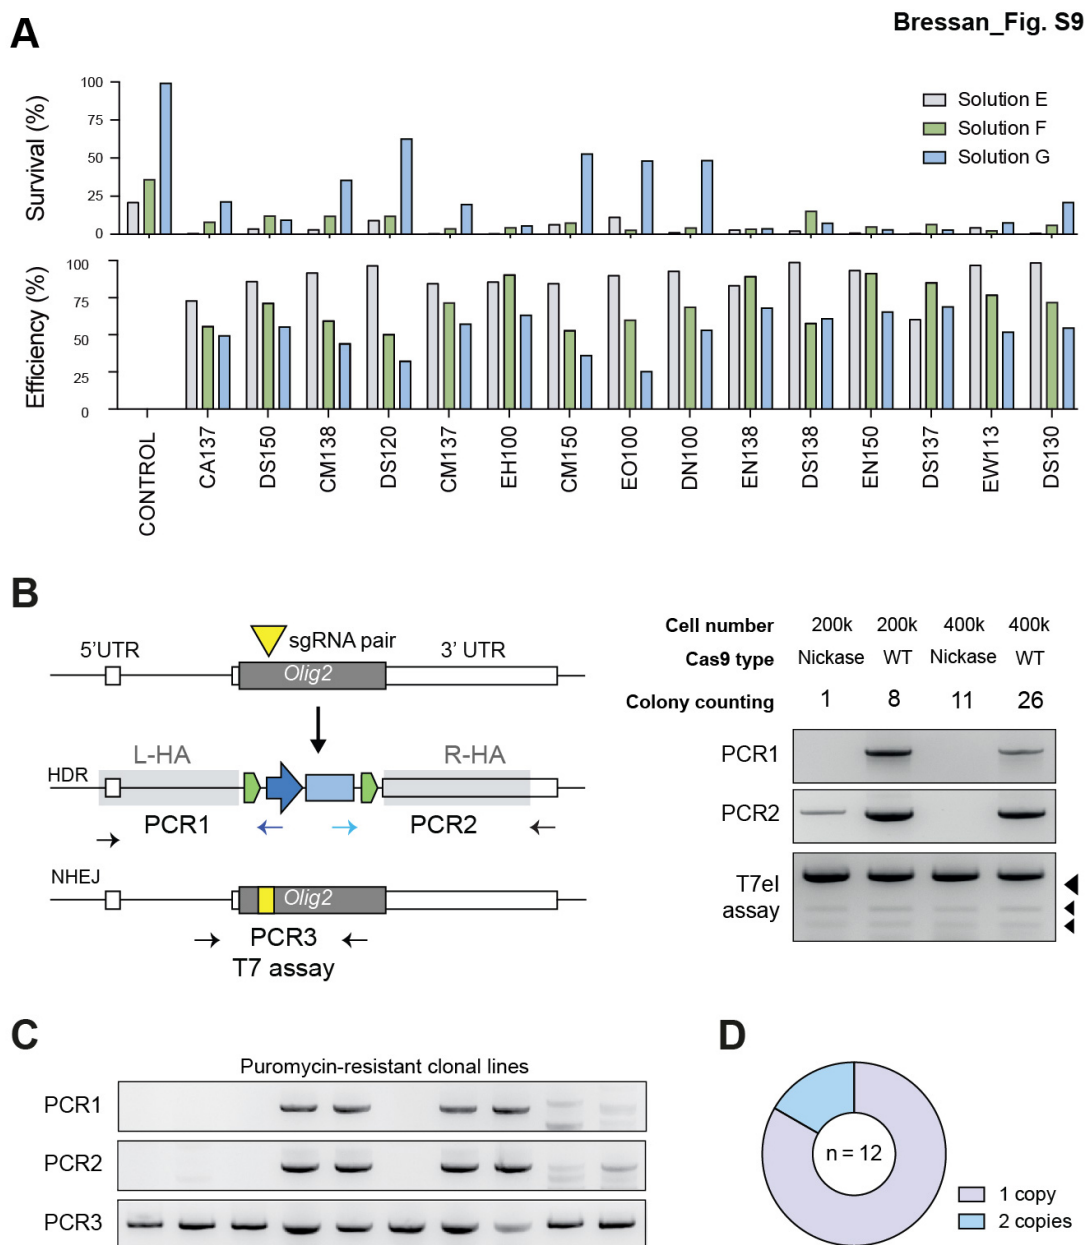 Bressan_Fig. S9
A
Survival (%)
100
75
50
25
0
Solution E
Solution F
Solution G
Efficiency (%)
100
75
50
25
0
CONTROL
CA137
DS150
CM138
DS120
CM137
EH100
CM150
EO100
DN100
EN138
DS138
EN150
DS137
EW113
DS130
B
5'UTR
sgRNA pair
3' UTR
Olig2
L-HA
R-HA
HDR
PCR1
PCR2
NHEJ
Olig2
PCR3
T7 assay
Cell number 200k 200k 400k 400k
Cas9 type Nickase WT Nickase WT
Colony counting 1 8 11 26
PCR1
PCR2
T7eI
assay
C
Puromycin-resistant clonal lines
PCR1
PCR2
PCR3
D
n = 12
1 copy
2 copies